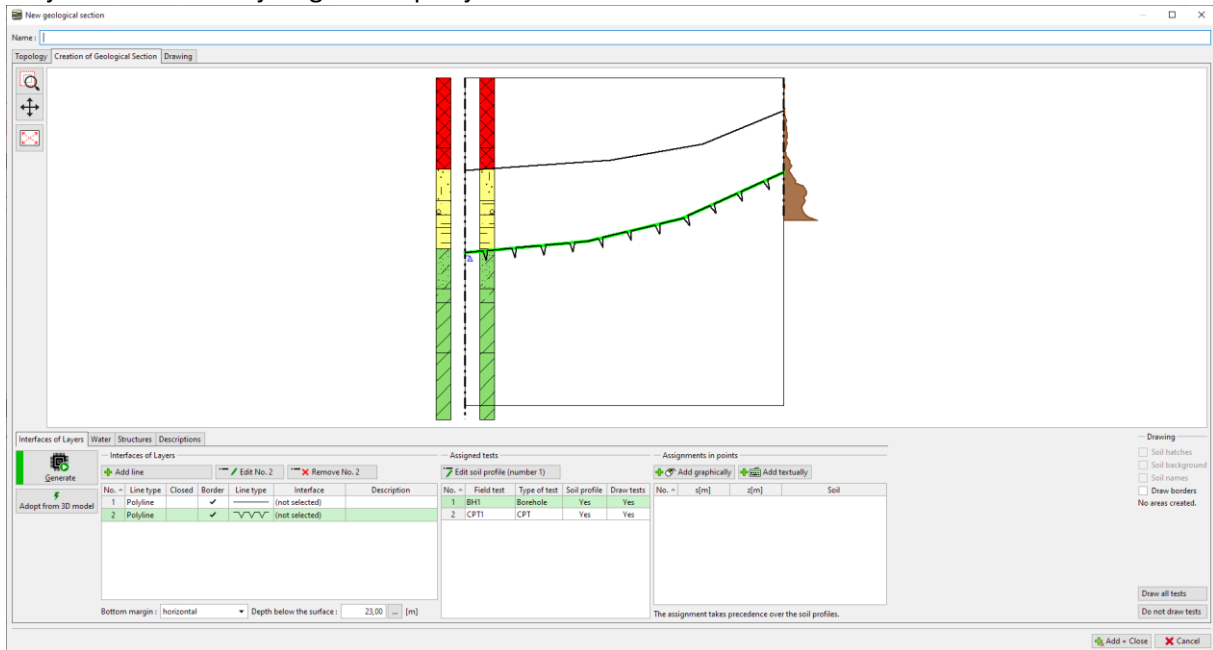 New geological section
Name :
Topology Creation of Geological Section Drawing
Interfaces of Layers Water Structures Descriptions
Generate
Adopt from 3D model
Interfaces of Layers
Add line Edit No. 2 Remove No. 2
No. Line type Closed Border Line type Interface Description
1 Polyline (not selected)
2 Polyline (not selected)
Bottom margin : horizontal Depth below the surface : 23,00 ... [m]
Assigned tests
Edit soil profile (number 1)
No. Field test Type of test Soil profile Draw tests
1 BH1 Borehole Yes Yes
2 CPT1 CPT Yes Yes
Assignments in points
Add graphically Add textually
No. s[m] z[m] Soil
The assignment takes precedence over the soil profiles.
Drawing
Soil hatches
Soil background
Soil names
Draw borders
No areas created.
Draw all tests
Do not draw tests
Add + Close Cancel